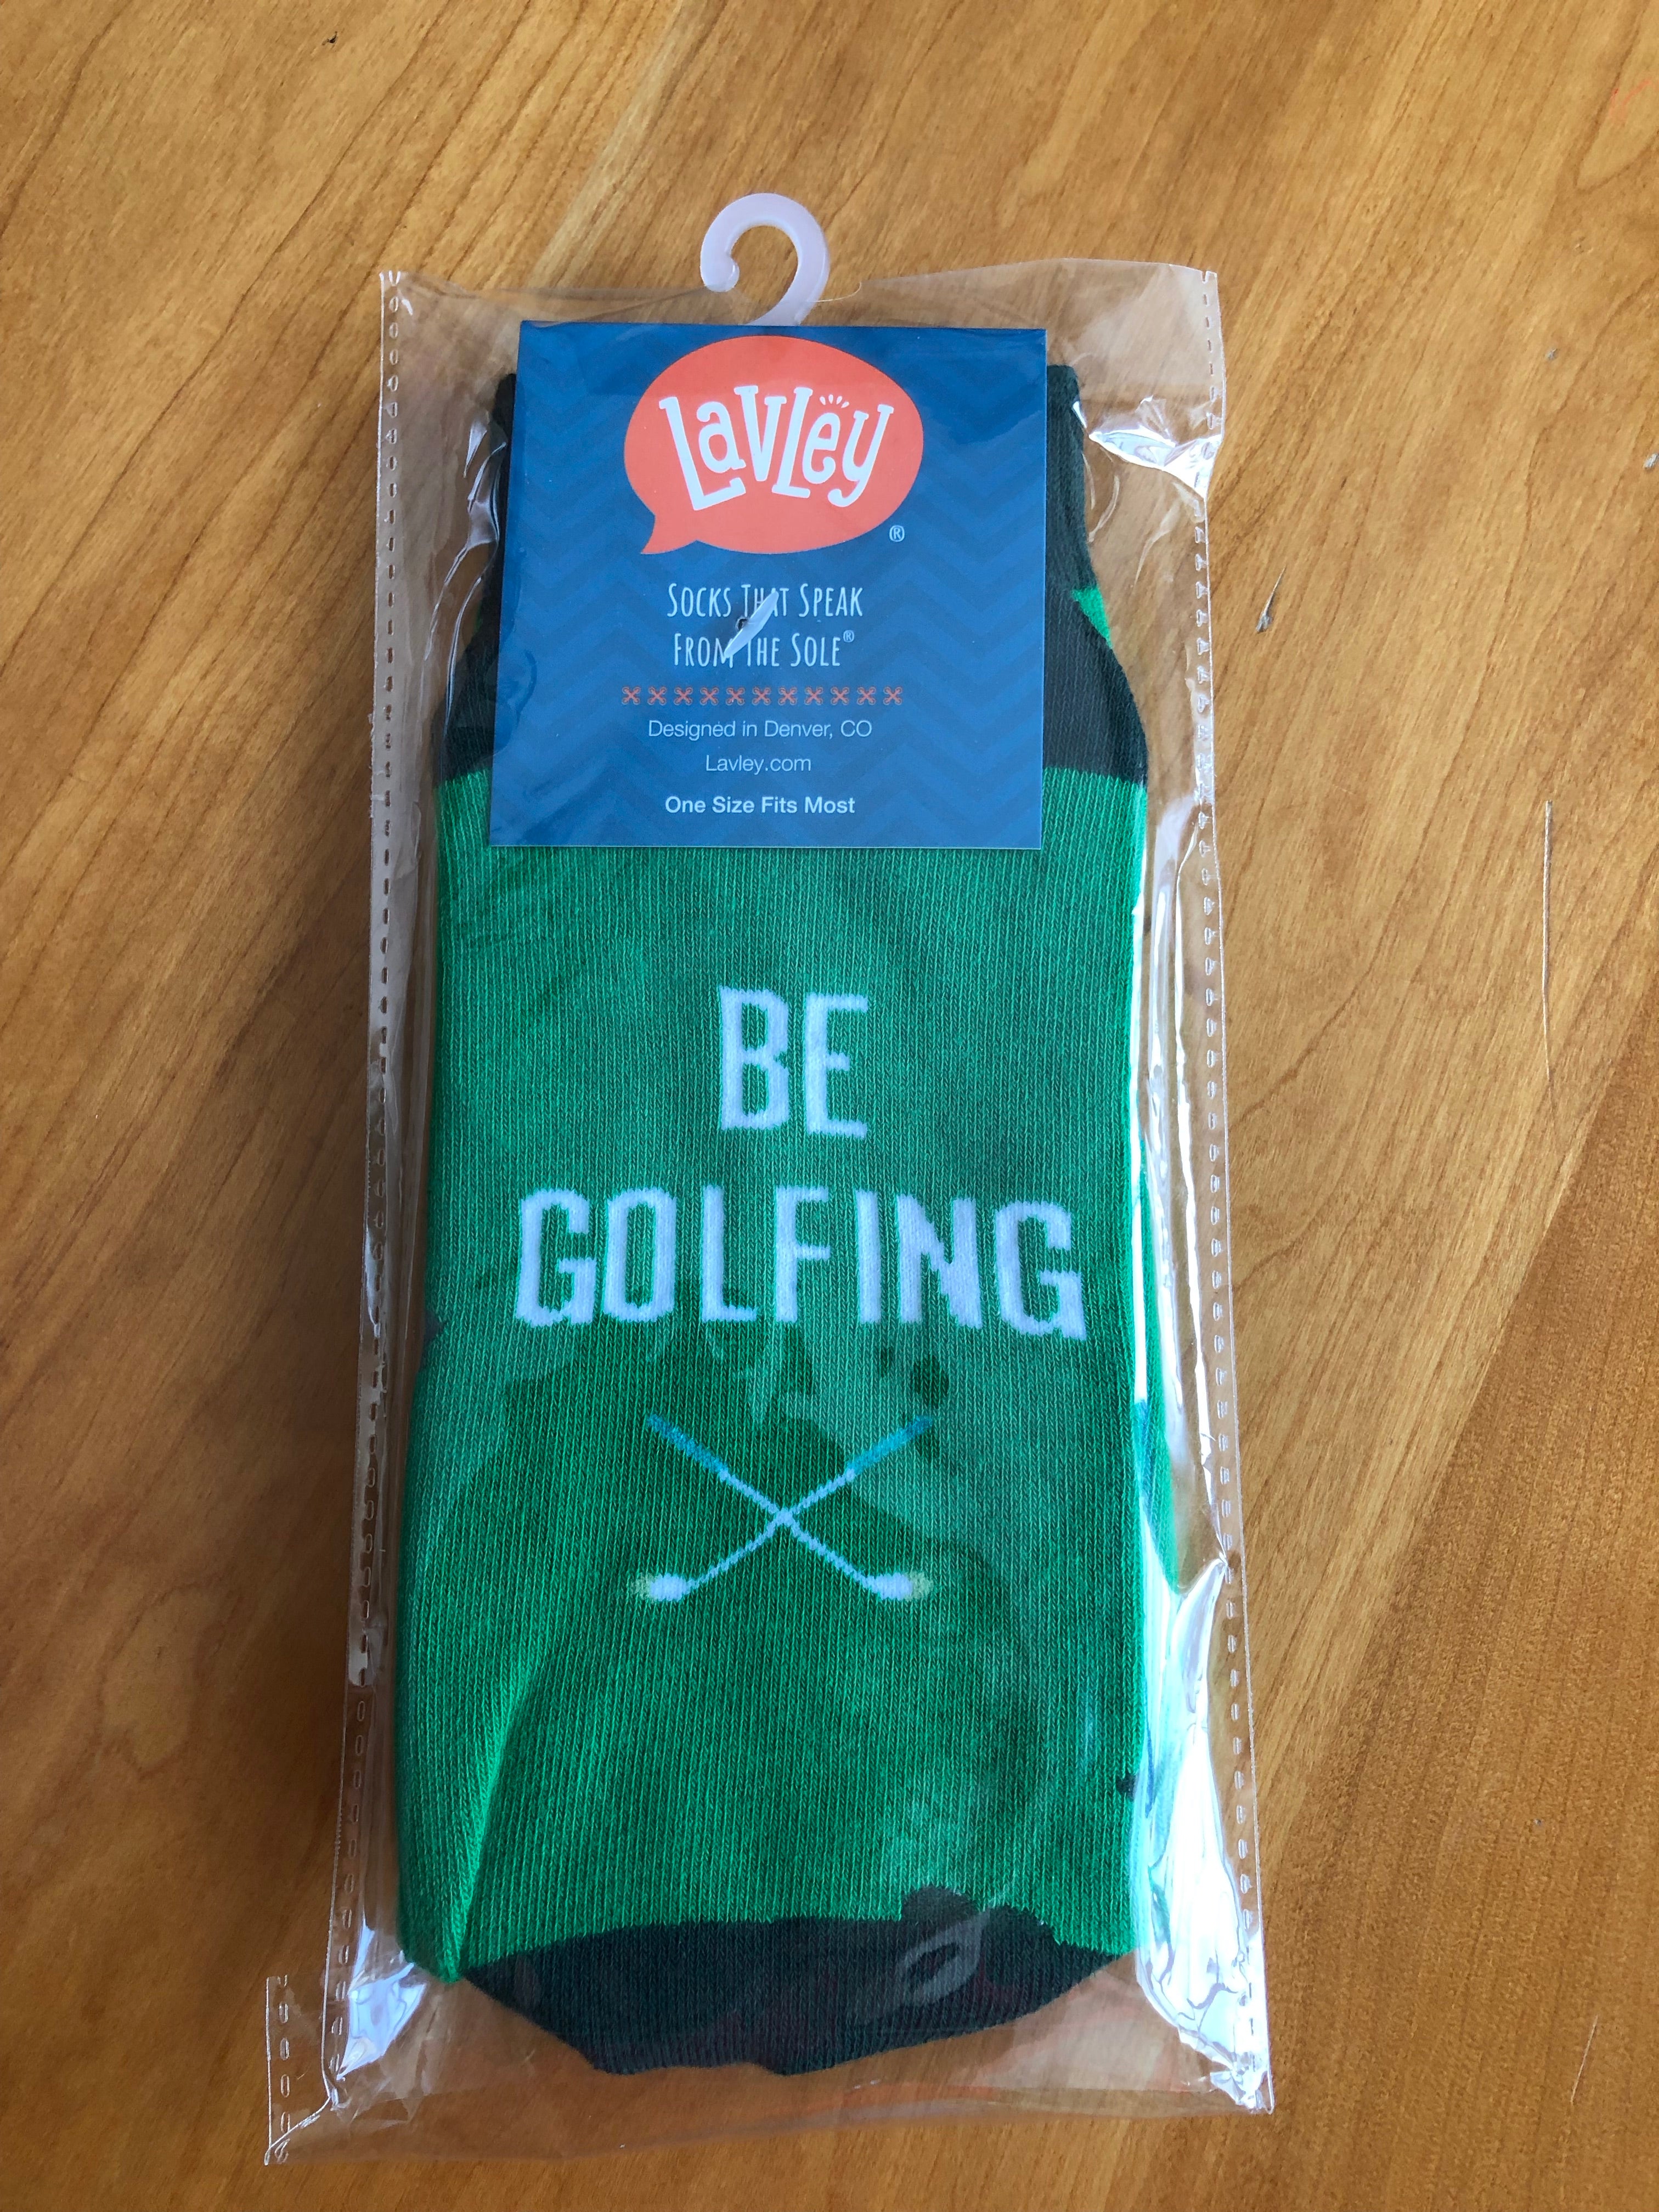 LaVLey
®
SOCKS THAT SPEAK
FROM THE SOLE®
Designed in Denver, CO
Lavley.com
One Size Fits Most
BE
GOLFING